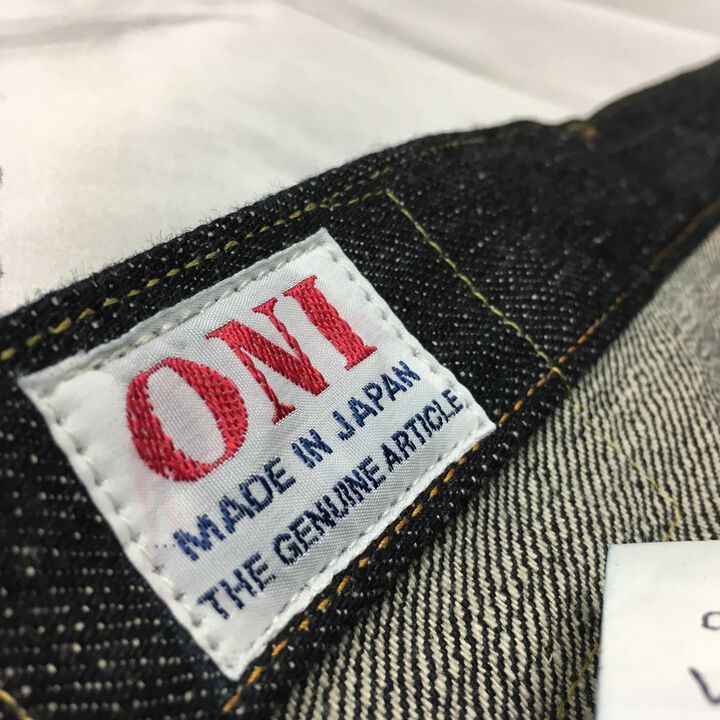 ONI
MADE IN JAPAN
THE GENUINE ARTICLE